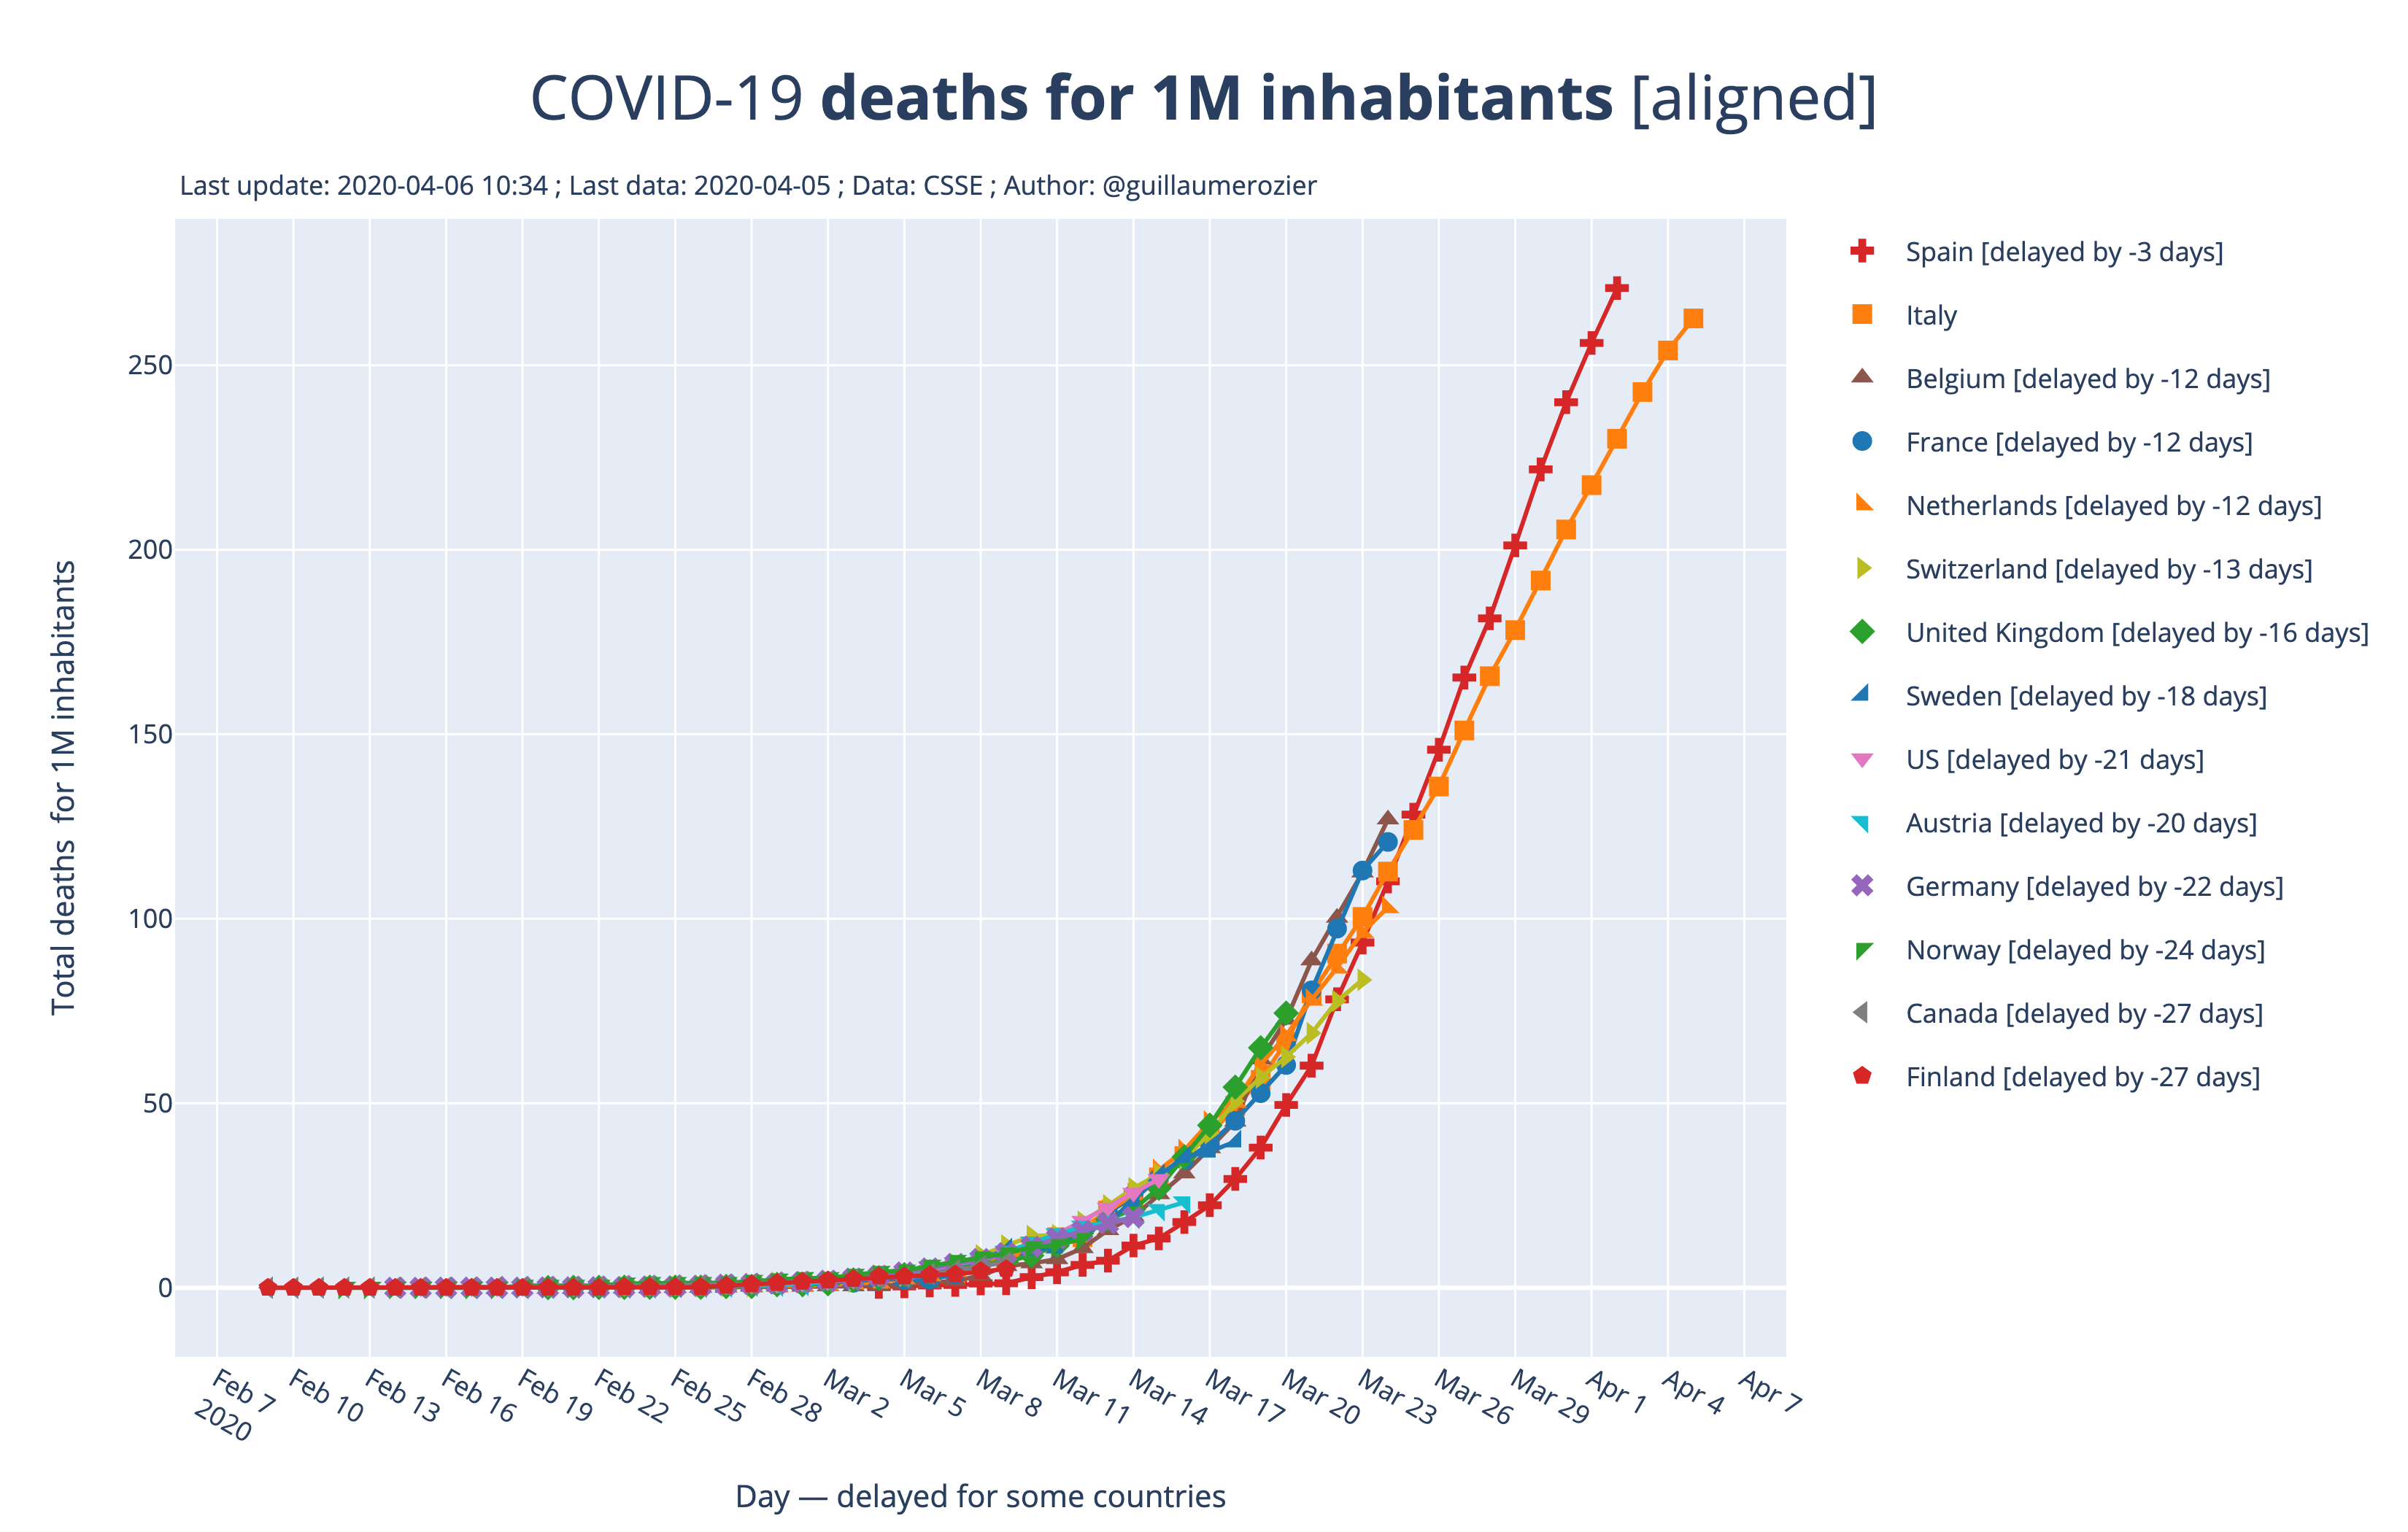 COVID-19 deaths for 1M inhabitants [aligned]
Last update: 2020-04-06 10:34 ; Last data: 2020-04-05 ; Data: CSSE ; Author: @guillaumerozier
Total deaths for 1M inhabitants
250
200
150
100
50
0
Feb 7
2020
Feb 10
Feb 13
Feb 16
Feb 19
Feb 22
Feb 25
Feb 28
Mar 2
Mar 5
Mar 8
Mar 11
Mar 14
Mar 17
Mar 20
Mar 23
Mar 26
Mar 29
Apr 1
Apr 4
Apr 7
Day — delayed for some countries
Spain [delayed by -3 days]
Italy
Belgium [delayed by -12 days]
France [delayed by -12 days]
Netherlands [delayed by -12 days]
Switzerland [delayed by -13 days]
United Kingdom [delayed by -16 days]
Sweden [delayed by -18 days]
US [delayed by -21 days]
Austria [delayed by -20 days]
Germany [delayed by -22 days]
Norway [delayed by -24 days]
Canada [delayed by -27 days]
Finland [delayed by -27 days]